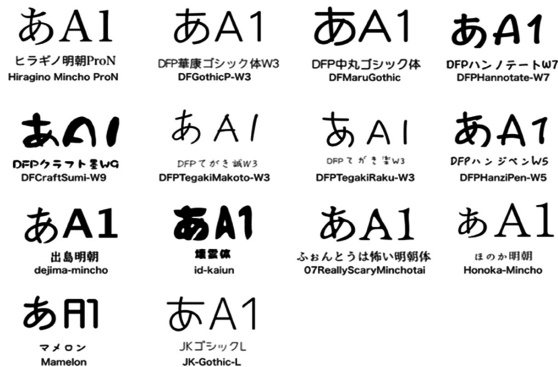 あA1
ヒラギノ明朝ProN
Hiragino Mincho ProN
あA1
DFP華康ゴシック体W3
DFGothicP-W3
あA1
DFP中丸ゴシック体
DFMaruGothic
あA1
DFPハンノテートW7
DFPHannotate-W7
あA1
DFPクラフト墨W9
DFCraftSumi-W9
あA1
DFPてがき誠W3
DFPTegakiMakoto-W3
あA1
DFPてがき楽W3
DFPTegakiRaku-W3
あA1
DFPハンジペンW5
DFPHanziPen-W5
あA1
出島明朝
dejima-mincho
あA1
id-kaiun
あA1
ふぉんとうは怖い明朝体
07ReallyScaryMinchotai
あA1
ほのか明朝
Honoka-Mincho
あA1
マメロン
Mamelon
あA1
JKゴシックL
JK-Gothic-L